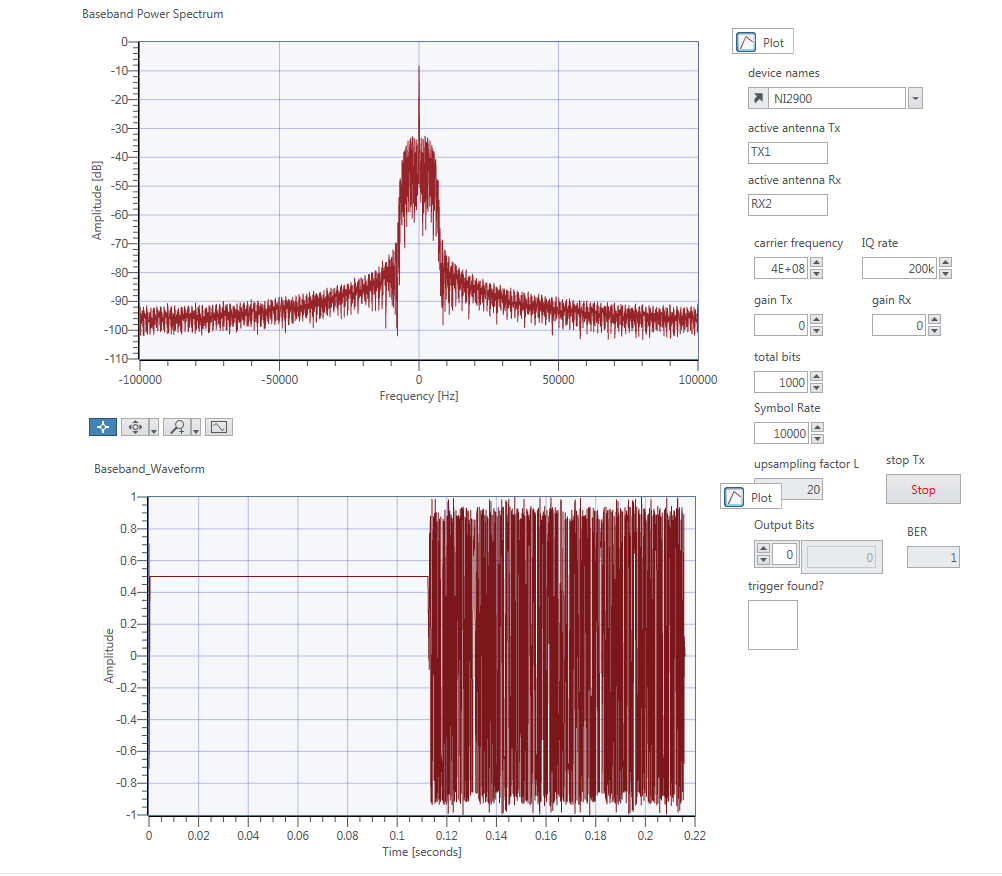 Baseband Power Spectrum
Plot
0
-10
-20
-30
-40
-50
-60
-70
-80
-90
-100
-110
Amplitude [dB]
-100000 -50000 0 50000 100000
Frequency [Hz]
device names
NI2900
active antenna Tx
TX1
active antenna Rx
RX2
carrier frequency IQ rate
4E+08 200k
gain Tx gain Rx
0 0
total bits
1000
Symbol Rate
10000
upsampling factor L stop Tx
20 Stop
Plot
Output Bits BER
0 0 1
trigger found?
Baseband_Waveform
1
0.8
0.6
0.4
0.2
0
-0.2
-0.4
-0.6
-0.8
-1
Amplitude
0 0.02 0.04 0.06 0.08 0.1 0.12 0.14 0.16 0.18 0.2 0.22
Time [seconds]